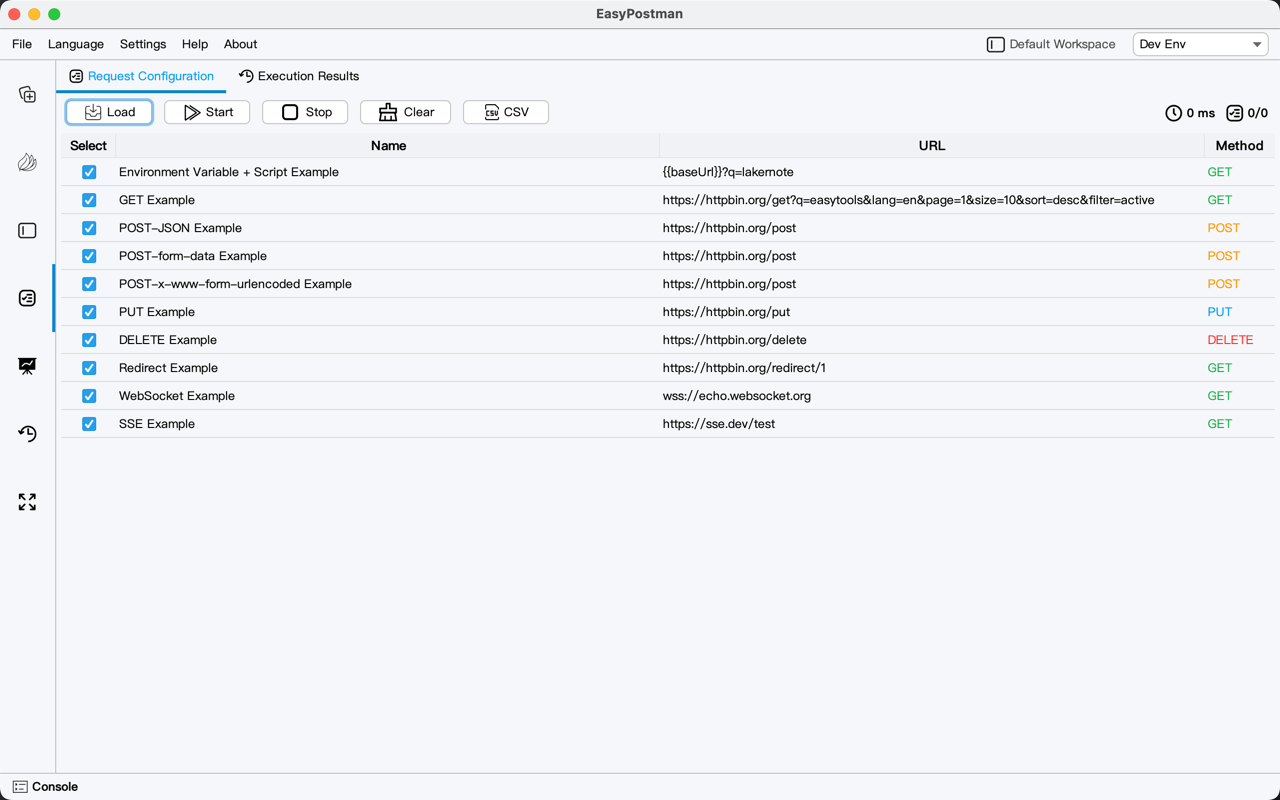 EasyPostman
File Language Settings Help About Default Workspace Dev Env
Request Configuration Execution Results
Load Start Stop Clear CSV CSV 0 ms 0/0
Select Name URL Method
Environment Variable + Script Example {{baseUrl}}?q=lakernote GET
GET Example https://httpbin.org/get?q=easytools&lang=en&page=1&size=10&sort=desc&filter=active GET
POST-JSON Example https://httpbin.org/post POST
POST-form-data Example https://httpbin.org/post POST
POST-x-www-form-urlencoded Example https://httpbin.org/post POST
PUT Example https://httpbin.org/put PUT
DELETE Example https://httpbin.org/delete DELETE
Redirect Example https://httpbin.org/redirect/1 GET
WebSocket Example wss://echo.websocket.org GET
SSE Example https://sse.dev/test GET
Console